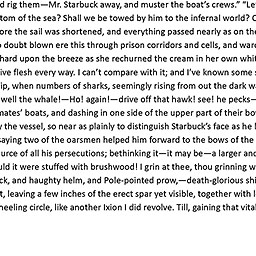 d rig them—Mr. Starbuck away, and muster the boat's crews." "Le
tom of the sea? Shall we be towed by him to the infernal world? C
ore the sail was shortened, and everything passed nearly as on the
o doubt blown ere this through prison corridors and cells, and ward
hard upon the breeze as she rechurned the cream in her own whit
ive flesh every way. I can't compare with it; and I've known some s
ip, when numbers of sharks, seemingly rising from out the dark wa
well the whale!—Ho! again!—drive off that hawk! see! he pecks—
mates' boats, and dashing in one side of the upper part of their bo
y the vessel, so near as plainly to distinguish Starbuck's face as he l
saying two of the oarsmen helped him forward to the bows of the
urce of all his persecutions; bethinking it—it may be—a larger and
uld it were stuffed with brushwood! I grin at thee, thou grinning w
ck, and haughty helm, and Pole-pointed prow,—death-glorious shi
t, leaving a few inches of the erect spar yet visible, together with l
heeling circle, like another Ixion I did revolve. Till, gaining that vital